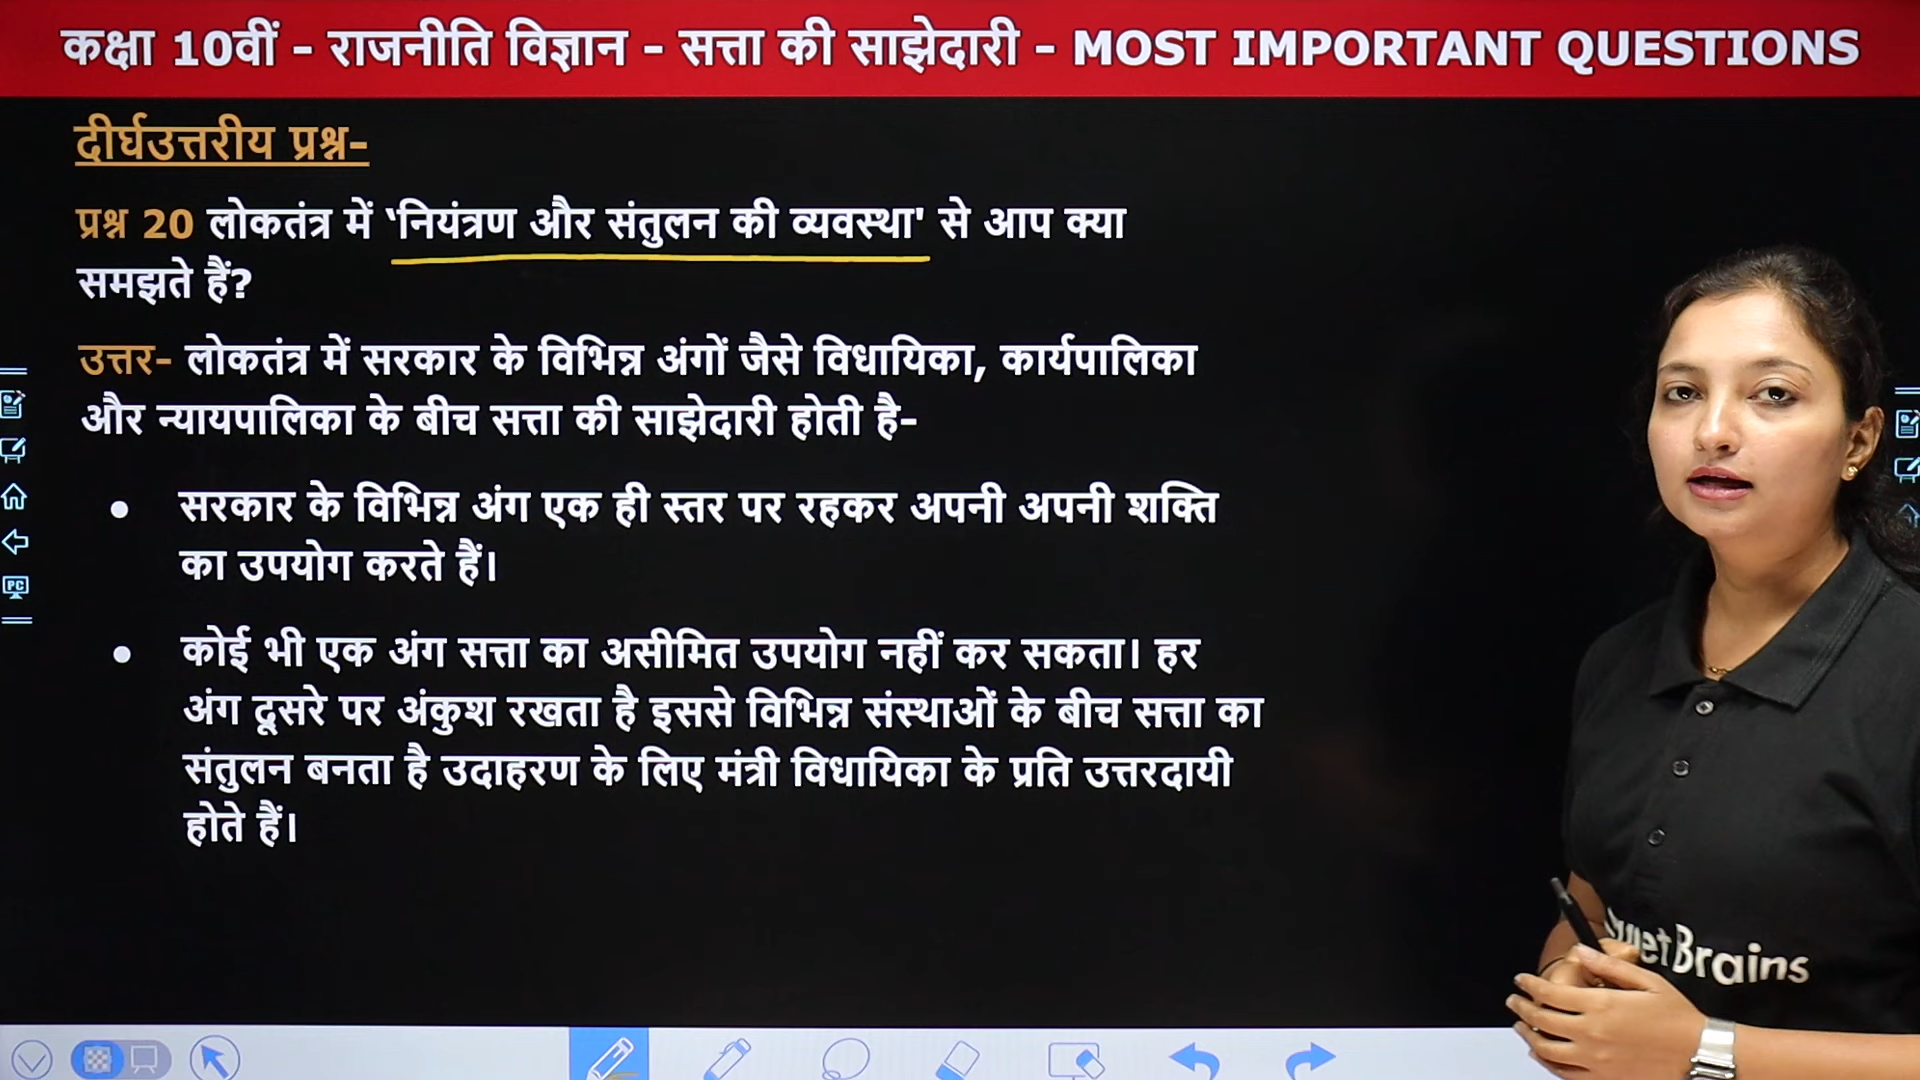 कक्षा 10वीं - राजनीति विज्ञान - सत्ता की साझेदारी - MOST IMPORTANT QUESTIONS
दीर्घउत्तरीय प्रश्न-
प्रश्न 20 लोकतंत्र में ‘नियंत्रण और संतुलन की व्यवस्था' से आप क्या
समझते हैं?
उत्तर- लोकतंत्र में सरकार के विभिन्न अंगों जैसे विधायिका, कार्यपालिका
और न्यायपालिका के बीच सत्ता की साझेदारी होती है-
• सरकार के विभिन्न अंग एक ही स्तर पर रहकर अपनी अपनी शक्ति
का उपयोग करते हैं।
• कोई भी एक अंग सत्ता का असीमित उपयोग नहीं कर सकता। हर
अंग दूसरे पर अंकुश रखता है इससे विभिन्न संस्थाओं के बीच सत्ता का
संतुलन बनता है उदाहरण के लिए मंत्री विधायिका के प्रति उत्तरदायी
होते हैं।
PC
Brains